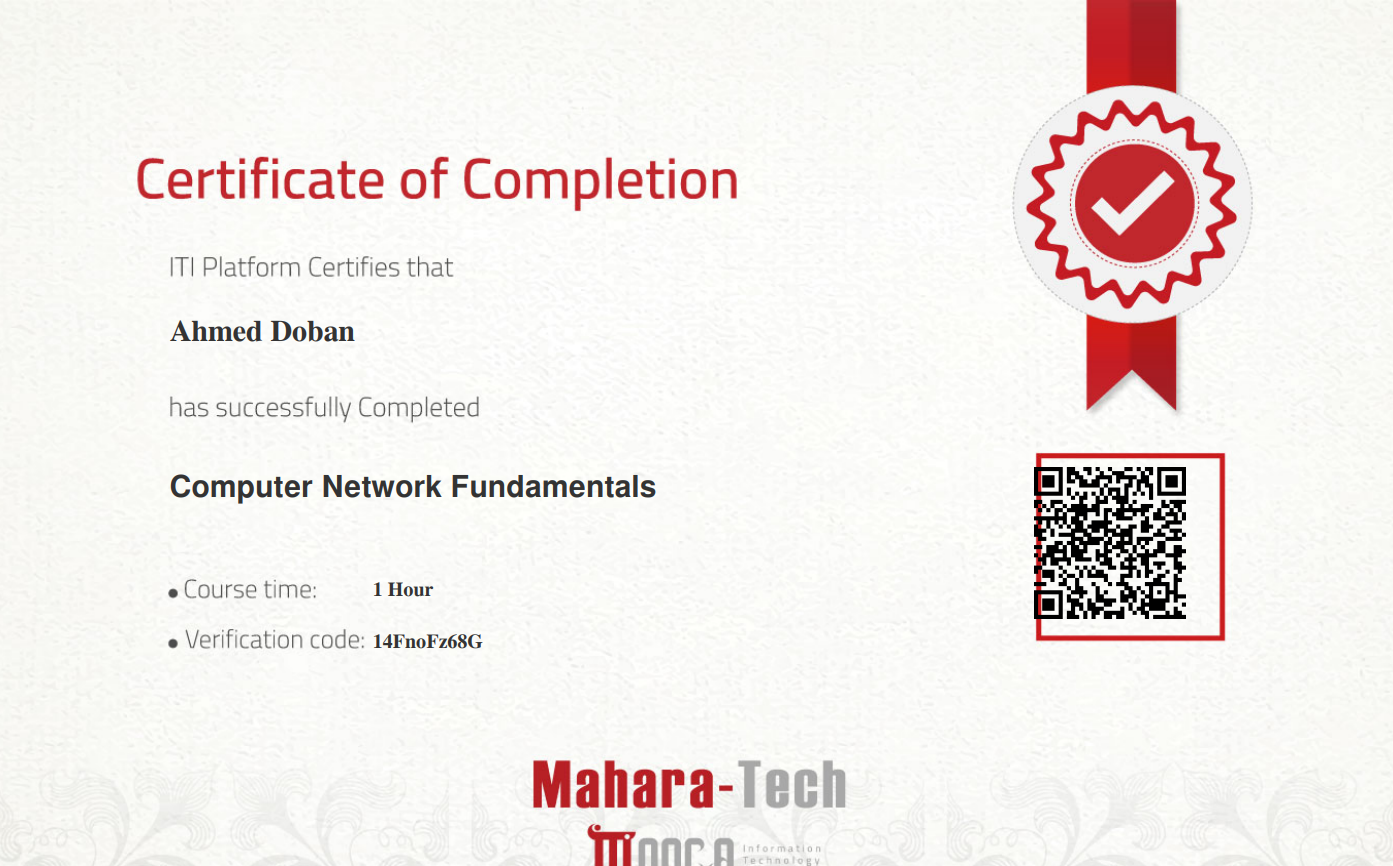 Certificate of Completion
ITI Platform Certifies that
Ahmed Doban
has successfully Completed
Computer Network Fundamentals
Course time: 1 Hour
Verification code: 14FnoFz68G
Mahara-Tech
Information
Technology